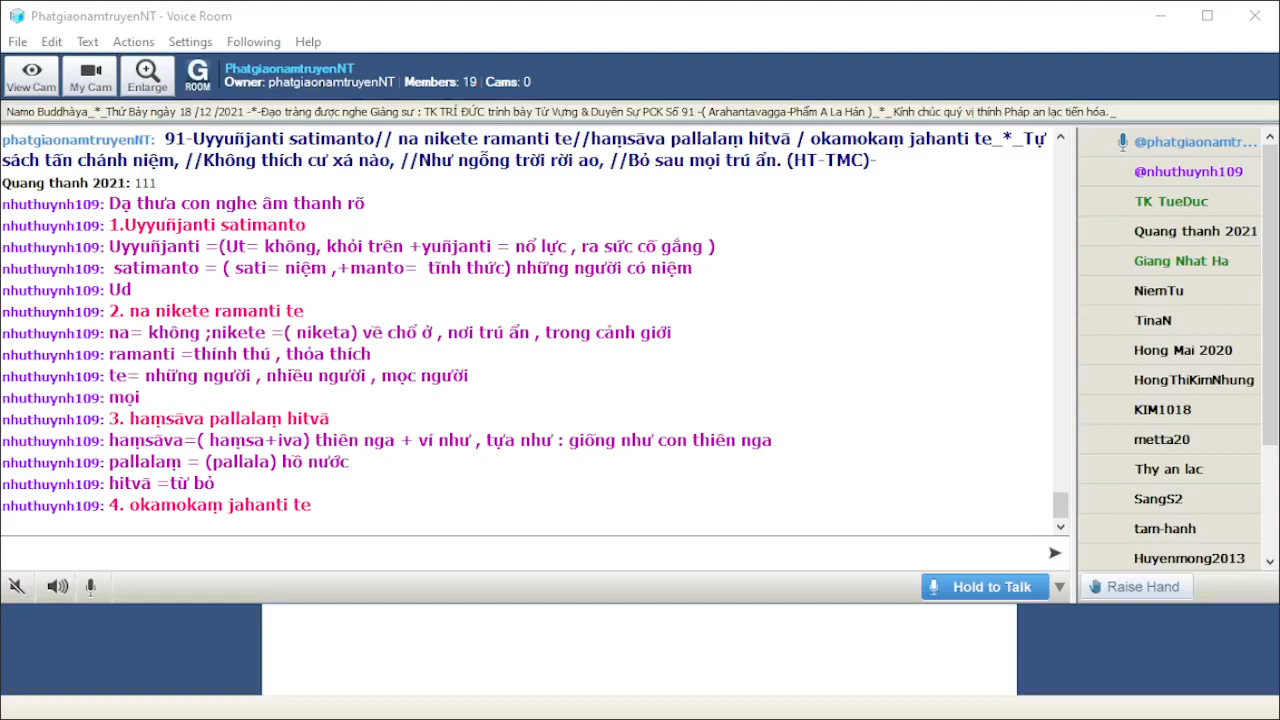 PhatgiaonamtruyenNT - Voice Room
File Edit Text Actions Settings Following Help
View Cam
My Cam
Enlarge
G ROOM
PhatgiaonamtruyenNT
Owner: phatgiaonamtruyenNT | Members: 19 | Cams: 0
Namo Buddhàya_*_Thứ Bảy ngày 18 /12 /2021 -*-Đạo tràng được nghe Giảng sư : TK TRÍ ĐỨC trình bày Từ Vựng & Duyên Sự PCK Số 91 -( Arahantavagga-Phẩm A La Hán )_*_Kính chúc quý vị thính Pháp an lạc tiến hóa._
phatgiaonamtruyenNT: 91-Uyyuñjanti satimanto// na nikete ramanti te//haṃsāva pallalaṃ hitvā / okamokaṃ jahanti te_*_Tự
sách tấn chánh niệm, //Không thích cư xá nào, //Như ngỗng trời rời ao, //Bỏ sau mọi trú ẩn. (HT-TMC)-
Quang thanh 2021: 111
nhuthuynh109: Dạ thưa con nghe âm thanh rõ
nhuthuynh109: 1.Uyyuñjanti satimanto
nhuthuynh109: Uyyuñjanti =(Ut= không, khỏi trên +yuñjanti = nổ lực , ra sức cố gắng )
nhuthuynh109: satimanto = ( sati= niệm ,+manto= tĩnh thức) những người có niệm
nhuthuynh109: Ud
nhuthuynh109: 2. na nikete ramanti te
nhuthuynh109: na= không ;nikete =( niketa) về chổ ở , nơi trú ẩn , trong cảnh giới
nhuthuynh109: ramanti =thính thú , thỏa thích
nhuthuynh109: te= những người , nhiều người , mọc người
nhuthuynh109: mọi
nhuthuynh109: 3. haṃsāva pallalaṃ hitvā
nhuthuynh109: haṃsāva=( haṃsa+iva) thiên nga + ví như , tựa như : giống như con thiên nga
nhuthuynh109: pallalaṃ = (pallala) hồ nước
nhuthuynh109: hitvā =từ bỏ
nhuthuynh109: 4. okamokaṃ jahanti te
@phatgiaonamtr...
@nhuthuynh109
TK TueDuc
Quang thanh 2021
Giang Nhat Ha
NiemTu
TinaN
Hong Mai 2020
HongThiKimNhung
KIM1018
metta20
Thy an lac
SangS2
tam-hanh
Huyenmong2013
Hold to Talk
Raise Hand